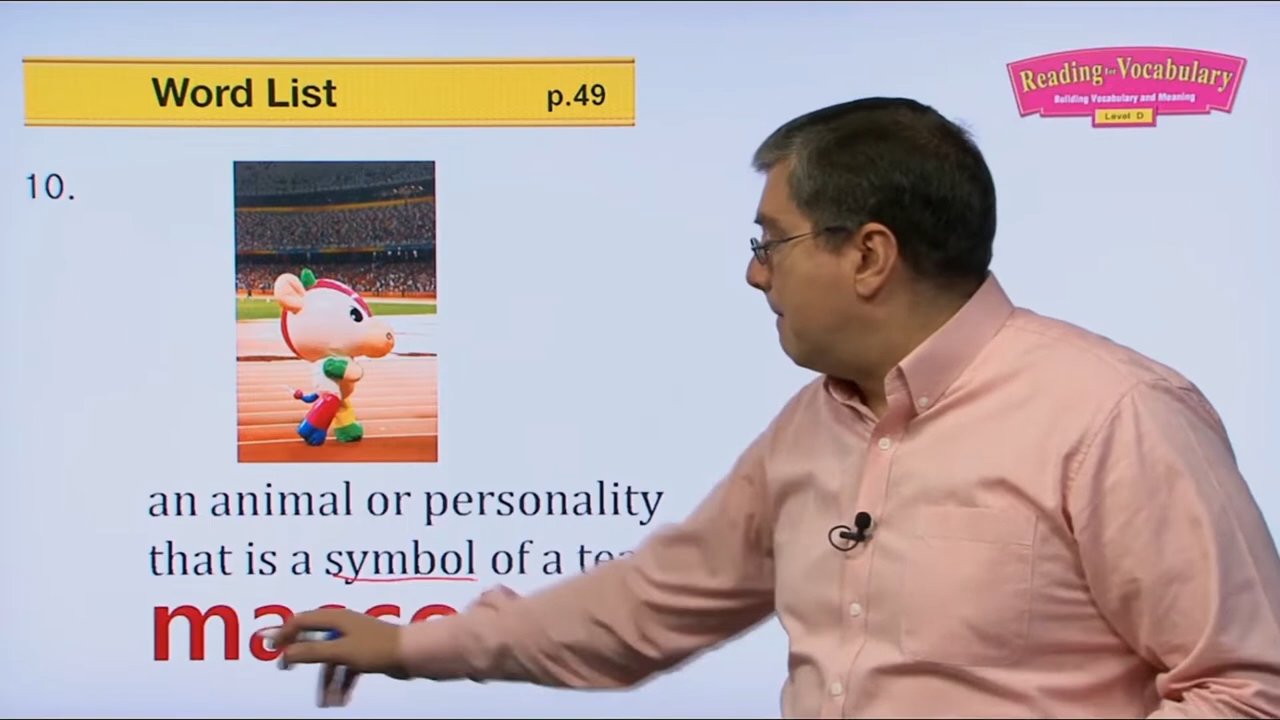 Word List p.49
Reading for Vocabulary
Building Vocabulary and Meaning
Level D
10.
an animal or personality
that is a symbol of a